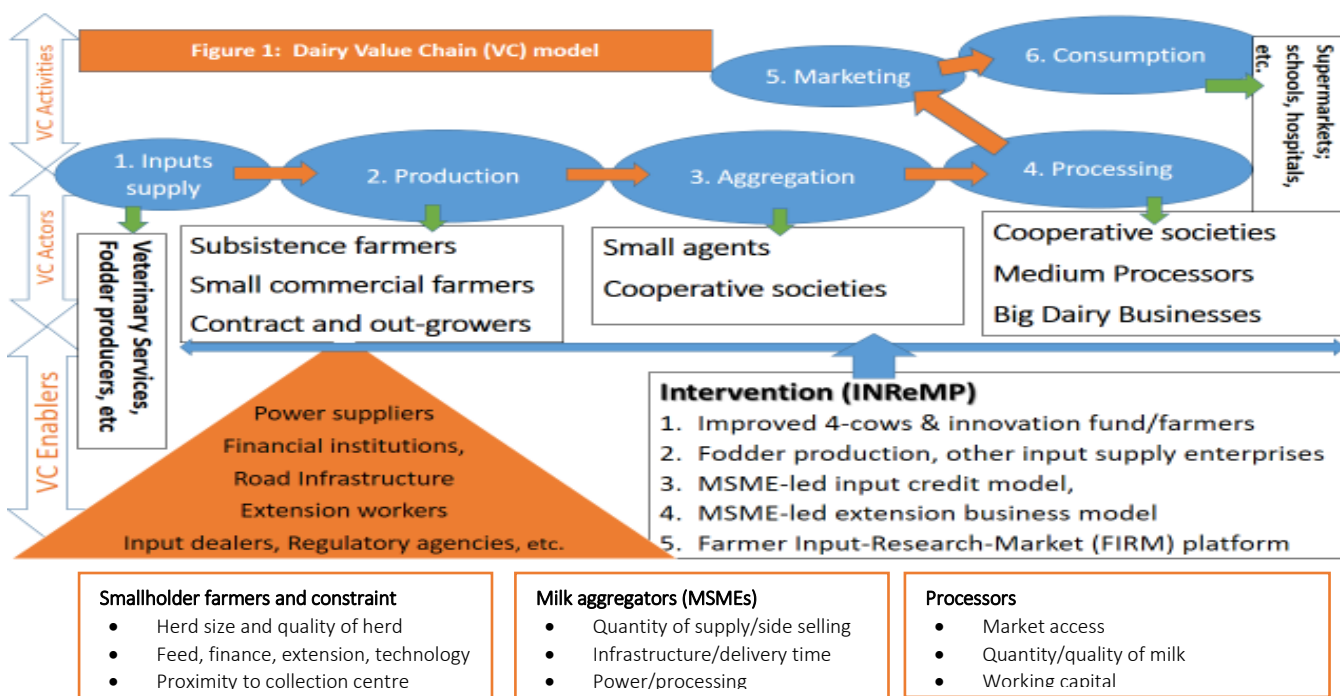 Figure 1: Dairy Value Chain (VC) model
VC Activities
VC Actors
VC Enablers
1. Inputs
supply
2. Production
3. Aggregation
4. Processing
5. Marketing
6. Consumption
Supermarkets;
schools, hospitals,
etc.
Veterinary Services,
Fodder producers, etc
Subsistence farmers
Small commercial farmers
Contract and out-growers
Small agents
Cooperative societies
Cooperative societies
Medium Processors
Big Dairy Businesses
Power suppliers
Financial institutions,
Road Infrastructure
Extension workers
Input dealers, Regulatory agencies, etc.
Intervention (INReMP)
1. Improved 4-cows & innovation fund/farmers
2. Fodder production, other input supply enterprises
3. MSME-led input credit model,
4. MSME-led extension business model
5. Farmer Input-Research-Market (FIRM) platform
Smallholder farmers and constraint
• Herd size and quality of herd
• Feed, finance, extension, technology
• Proximity to collection centre
Milk aggregators (MSMEs)
• Quantity of supply/side selling
• Infrastructure/delivery time
• Power/processing
Processors
• Market access
• Quantity/quality of milk
• Working capital